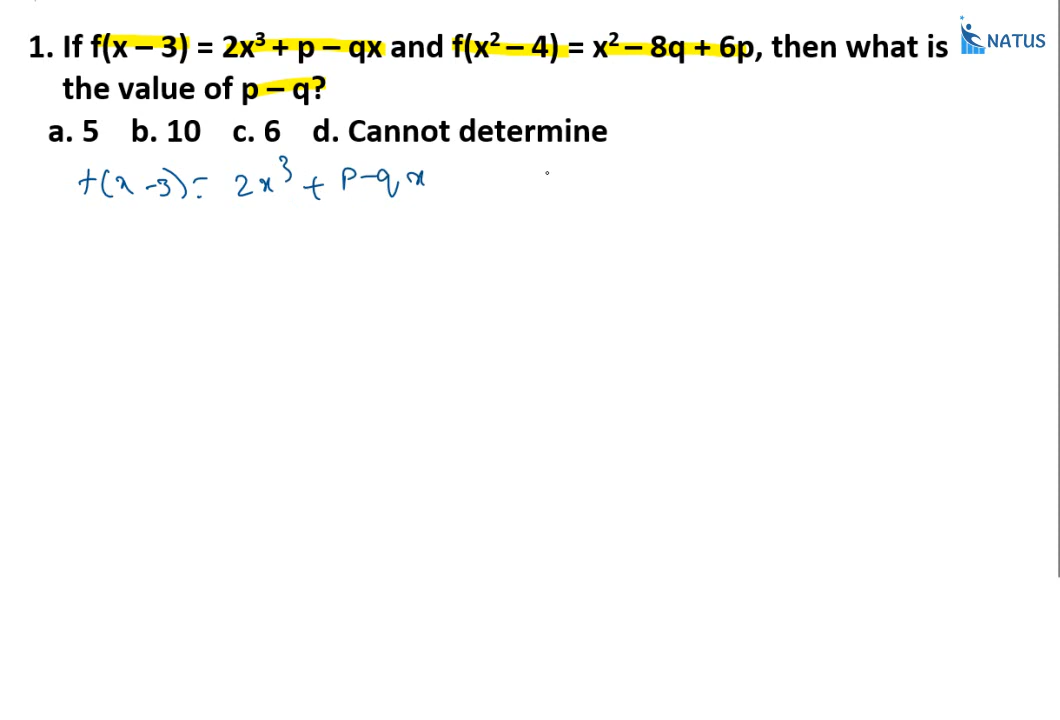 1. If f(x – 3) = 2x³ + p – qx and f(x² – 4) = x² – 8q + 6p, then what is
the value of p – q?
a. 5 b. 10 c. 6 d. Cannot determine
f(x -3) = 2x³ + p-qx
NATUS